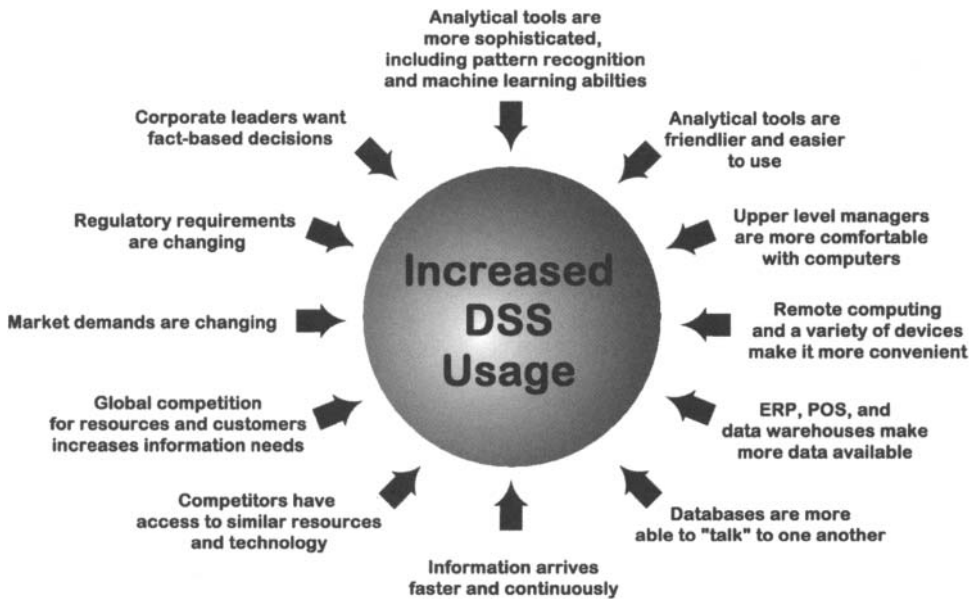 Analytical tools are
more sophisticated,
including pattern recognition
and machine learning abilties
Analytical tools are
friendlier and easier
to use
Upper level managers
are more comfortable
with computers
Remote computing
and a variety of devices
make it more convenient
ERP, POS, and
data warehouses make
more data available
Databases are more
able to "talk" to one another
Information arrives
faster and continuously
Competitors have
access to similar resources
and technology
Global competition
for resources and customers
increases information needs
Market demands are changing
Regulatory requirements
are changing
Corporate leaders want
fact-based decisions
Increased
DSS
Usage